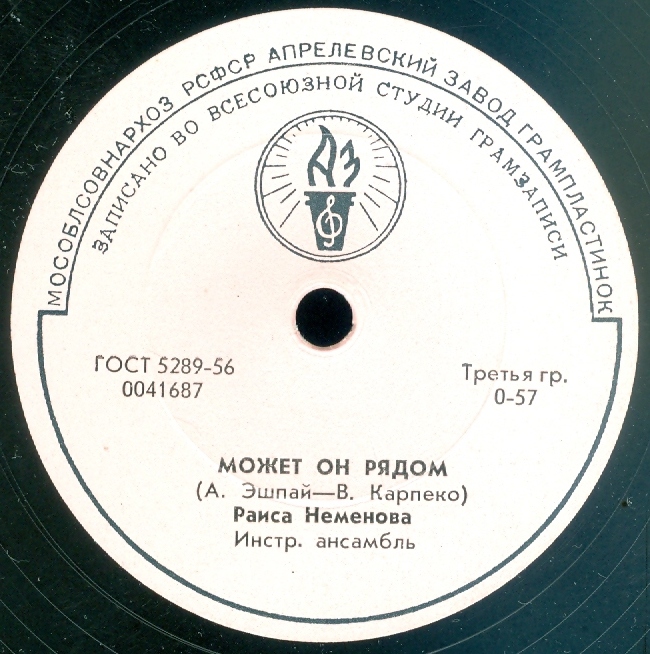 МОСОБЛСОВНАРХОЗ РСФСР АПРЕЛЕВСКИЙ ЗАВОД ГРАМПЛАСТИНОК
ЗАПИСАНО ВО ВСЕСОЮЗНОЙ СТУДИИ ГРАМЗАПИСИ
АЗ
ГОСТ 5289-56
0041687
Третья гр.
0-57
МОЖЕТ ОН РЯДОМ
(А. Эшпай—В. Карпеко)
Раиса Неменова
Инстр. ансамбль